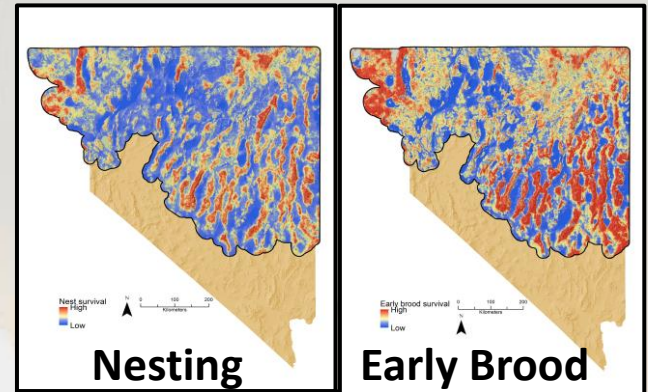 Nest survival
High
Low
N
0 100 200
Kilometers
Nesting
Early brood survival
High
Low
N
0 100 200
Kilometers
Early Brood